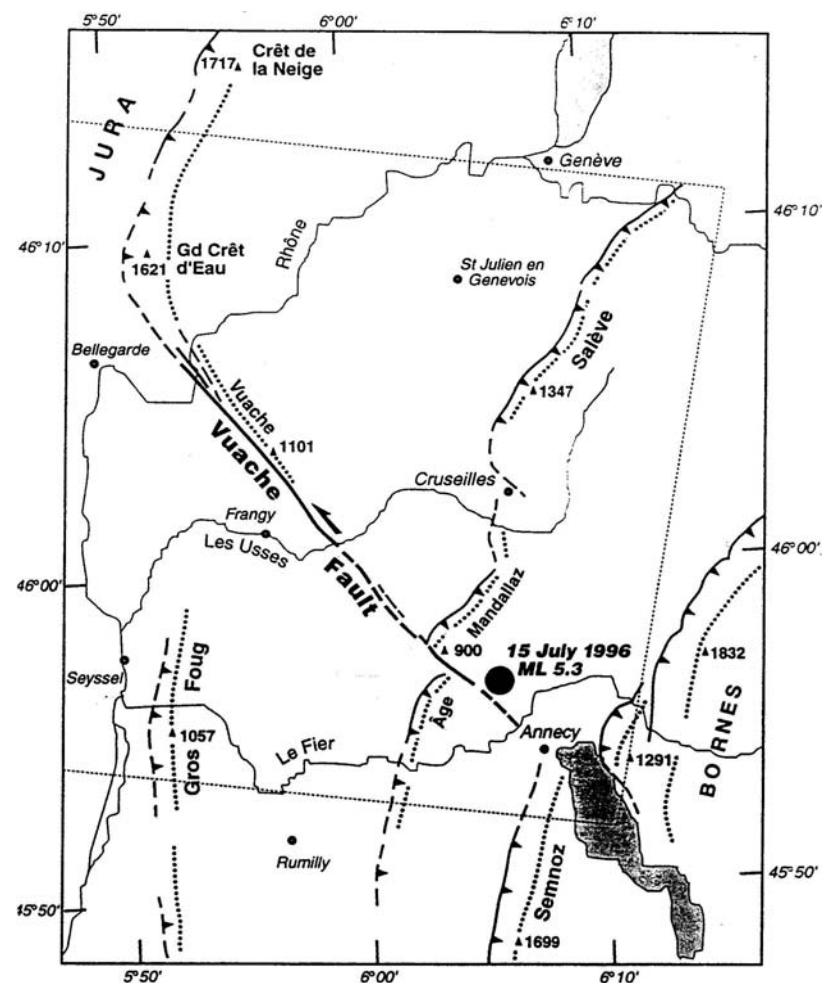 5°50'
6°00'
6°10'
1717
Crêt de
la Neige
JURA
Genève
46°10'
46°10'
Gd Crêt
d'Eau
1621
Rhône
St Julien en
Genevois
Bellegarde
Salève
1347
Vuache
1101
Vuache
Cruseilles
Frangy
Les Usses
Fault
46°00'
46°00'
Mandallaz
900
15 July 1996
ML 5.3
1832
Seyssel
Gros Foug
1057
Âge
Le Fier
Annecy
1291
BORNES
Rumilly
Semnoz
1699
45°50'
45°50'
5°50'
6°00'
6°10'